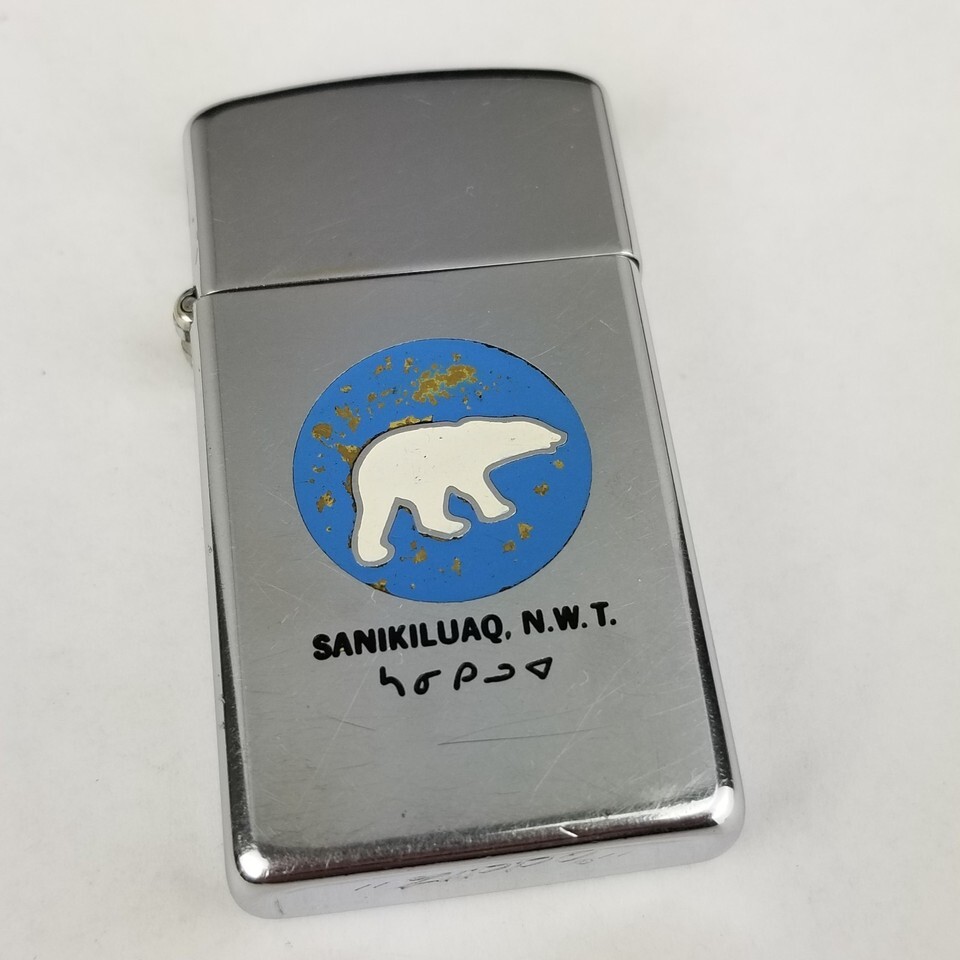 SANIKILUAQ, N.W.T.
ᓴᓂᑭᓗᐊ